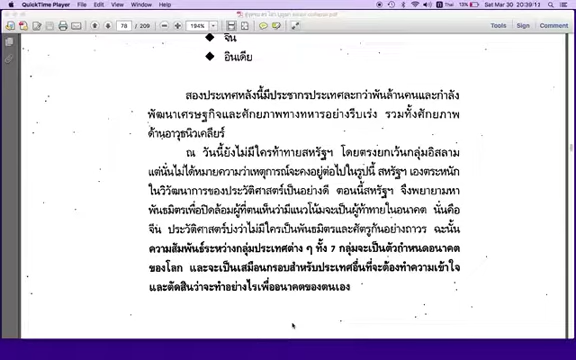 QuickTime Player File Edit View Window Help Sat Mar 30 20:39:11
78 / 209 194% Tools Sign Comment
◆ จีน
◆ อินเดีย
สองประเทศหลังนี้มีประชากรประเทศละกว่าพันล้านคนและกำลัง
พัฒนาเศรษฐกิจและศักยภาพทางทหารอย่างรีบเร่ง รวมทั้งศักยภาพ
ด้านอาวุธนิวเคลียร์
ณ วันนี้ยังไม่มีใครท้าทายสหรัฐฯ โดยตรงยกเว้นกลุ่มอิสลาม
แต่นั่นไม่ได้หมายความว่าเหตุการณ์จะคงอยู่ต่อไปในรูปนี้ สหรัฐฯ เองตระหนัก
ในวิวัฒนาการของประวัติศาสตร์เป็นอย่างดี ตอนนี้สหรัฐฯ จึงพยายามหา
พันธมิตรเพื่อปิดล้อมผู้ที่ตนเห็นว่ามีแนวโน้มจะเป็นผู้ท้าทายในอนาคต นั่นคือ
จีน ประวัติศาสตร์บ่งว่าไม่มีใครเป็นพันธมิตรและศัตรูกันอย่างถาวร ฉะนั้น
ความสัมพันธ์ระหว่างกลุ่มประเทศต่าง ๆ ทั้ง 7 กลุ่มจะเป็นตัวกำหนดอนาคต
ของโลก และจะเป็นเสมือนกรอบสำหรับประเทศอื่นที่จะต้องทำความเข้าใจ
และตัดสินว่าจะทำอย่างไรเพื่ออนาคตของตนเอง